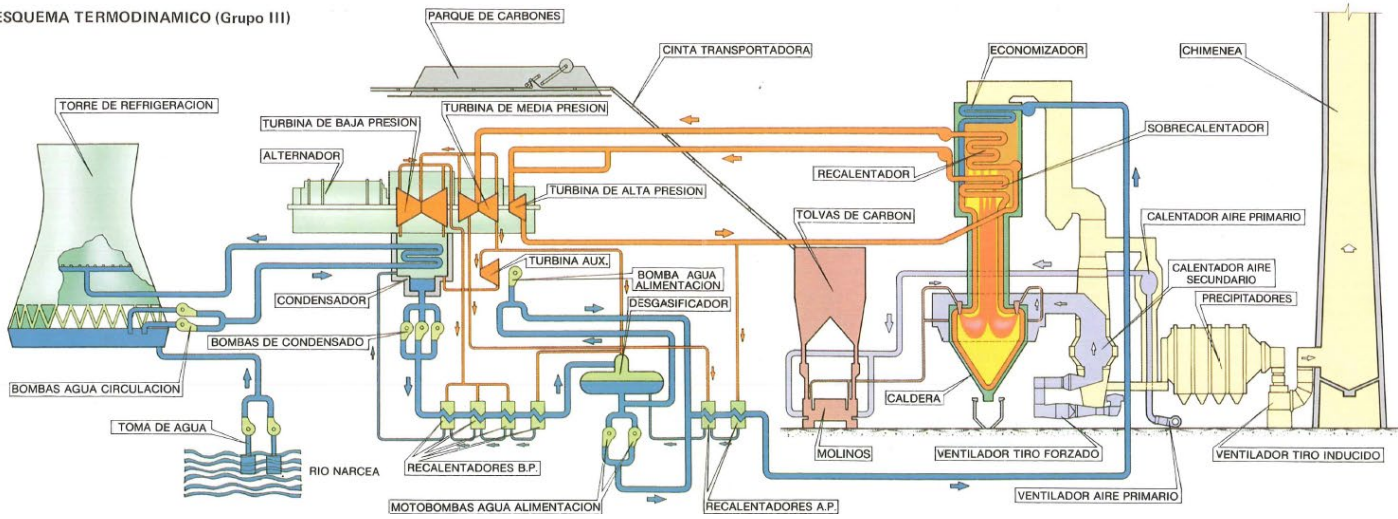 ESQUEMA TERMODINAMICO (Grupo III)
PARQUE DE CARBONES
CINTA TRANSPORTADORA
ECONOMIZADOR
CHIMENEA
TORRE DE REFRIGERACION
TURBINA DE MEDIA PRESION
TURBINA DE BAJA PRESION
SOBRECALENTADOR
ALTERNADOR
RECALENTADOR
TURBINA DE ALTA PRESION
TOLVAS DE CARBON
CALENTADOR AIRE PRIMARIO
TURBINA AUX.
BOMBA AGUA
ALIMENTACION
CALENTADOR AIRE
SECUNDARIO
CONDENSADOR
DESGASIFICADOR
PRECIPITADORES
BOMBAS DE CONDENSADO
BOMBAS AGUA CIRCULACION
CALDERA
TOMA DE AGUA
RIO NARCEA
RECALENTADORES B.P.
MOLINOS
VENTILADOR TIRO FORZADO
VENTILADOR TIRO INDUCIDO
VENTILADOR AIRE PRIMARIO
MOTOBOMBAS AGUA ALIMENTACION
RECALENTADORES A.P.